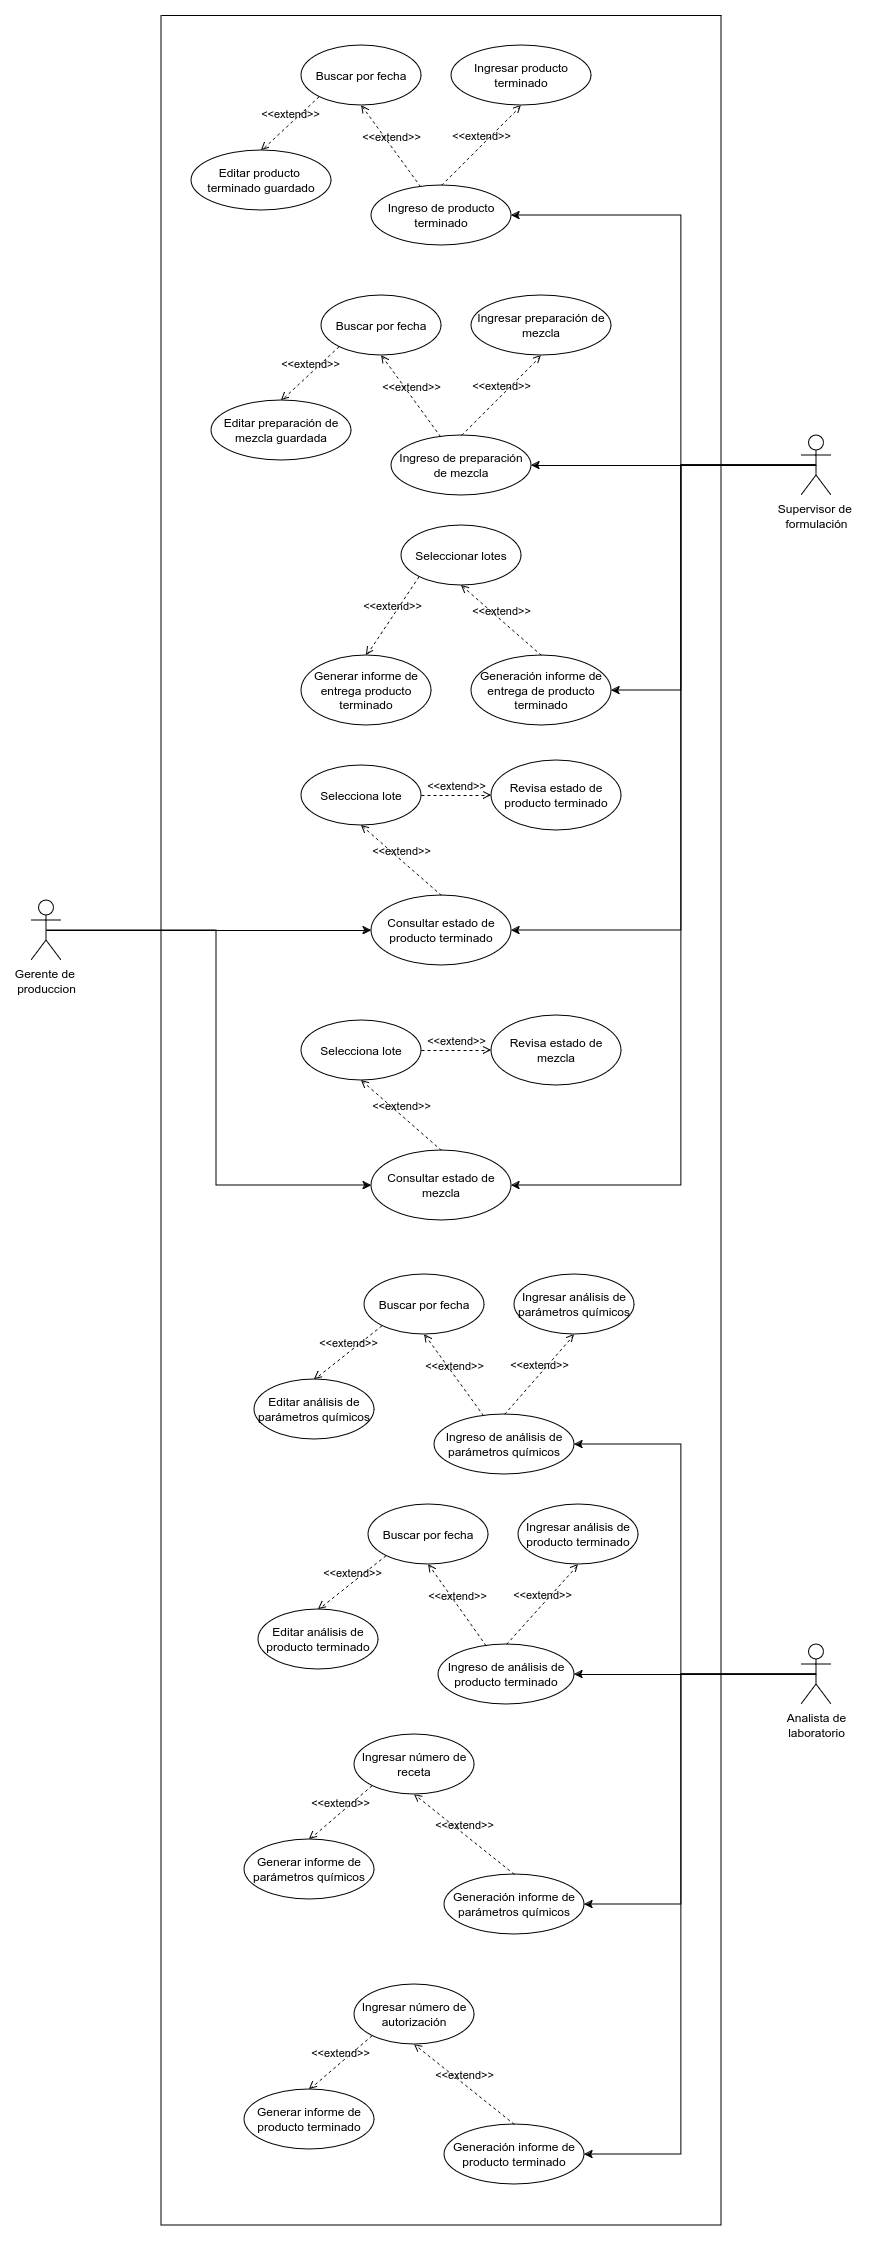 Buscar por fecha
Ingresar producto
terminado
<<extend>>
<<extend>>
<<extend>>
Editar producto
terminado guardado
Ingreso de producto
terminado
Buscar por fecha
Ingresar preparación de
mezcla
<<extend>>
<<extend>>
<<extend>>
Editar preparación de
mezcla guardada
Ingreso de preparación
de mezcla
Supervisor de
formulación
Seleccionar lotes
<<extend>>
<<extend>>
Generar informe de
entrega producto
terminado
Generación informe de
entrega de producto
terminado
Selecciona lote
<<extend>>
Revisa estado de
producto terminado
<<extend>>
Consultar estado de
producto terminado
Gerente de
produccion
Selecciona lote
<<extend>>
Revisa estado de
mezcla
<<extend>>
Consultar estado de
mezcla
Buscar por fecha
Ingresar análisis de
parámetros químicos
<<extend>>
<<extend>>
<<extend>>
Editar análisis de
parámetros químicos
Ingreso de análisis de
parámetros químicos
Buscar por fecha
Ingresar análisis de
producto terminado
<<extend>>
<<extend>>
<<extend>>
Editar análisis de
producto terminado
Ingreso de análisis de
producto terminado
Analista de
laboratorio
Ingresar número de
receta
<<extend>>
<<extend>>
Generar informe de
parámetros químicos
Generación informe de
parámetros químicos
Ingresar número de
autorización
<<extend>>
<<extend>>
Generar informe de
producto terminado
Generación informe de
producto terminado